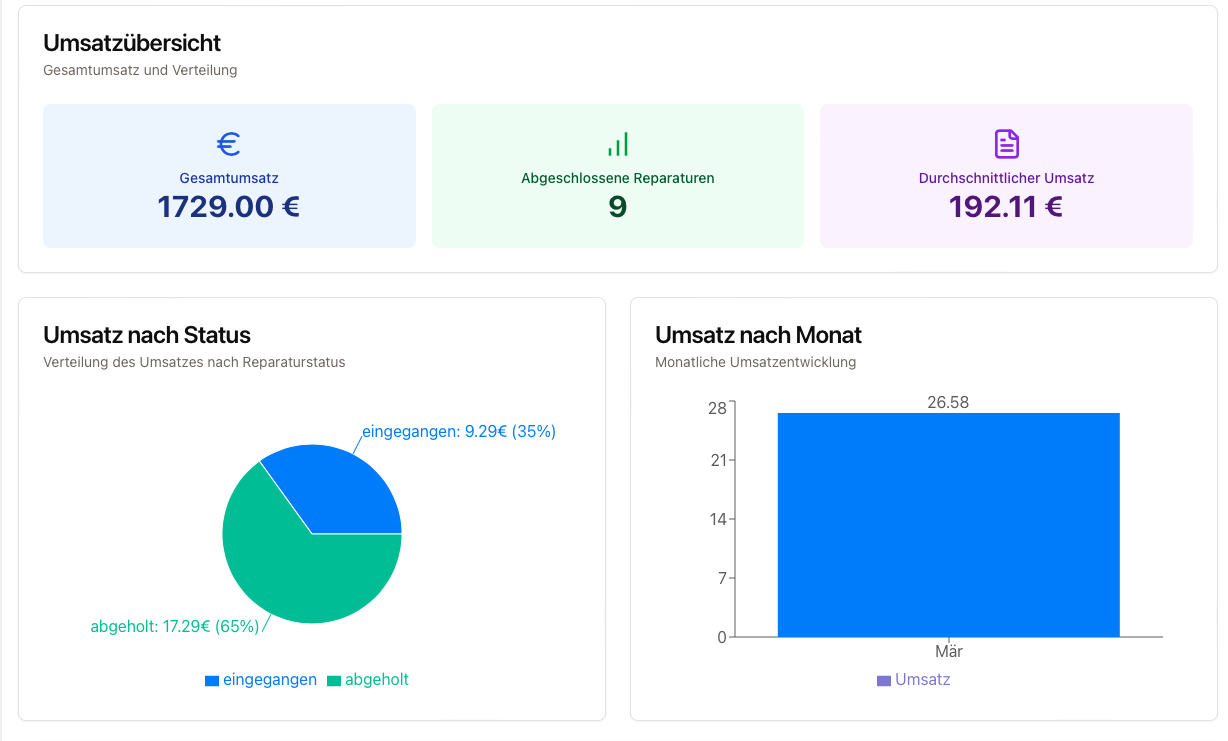 Umsatzübersicht
Gesamtumsatz und Verteilung
Gesamtumsatz
1729.00 €
Abgeschlossene Reparaturen
9
Durchschnittlicher Umsatz
192.11 €
Umsatz nach Status
Verteilung des Umsatzes nach Reparaturstatus
eingegangen: 9.29€ (35%)
abgeholt: 17.29€ (65%)
eingegangen
abgeholt
Umsatz nach Monat
Monatliche Umsatzentwicklung
26.58
28
21
14
7
0
Mär
Umsatz